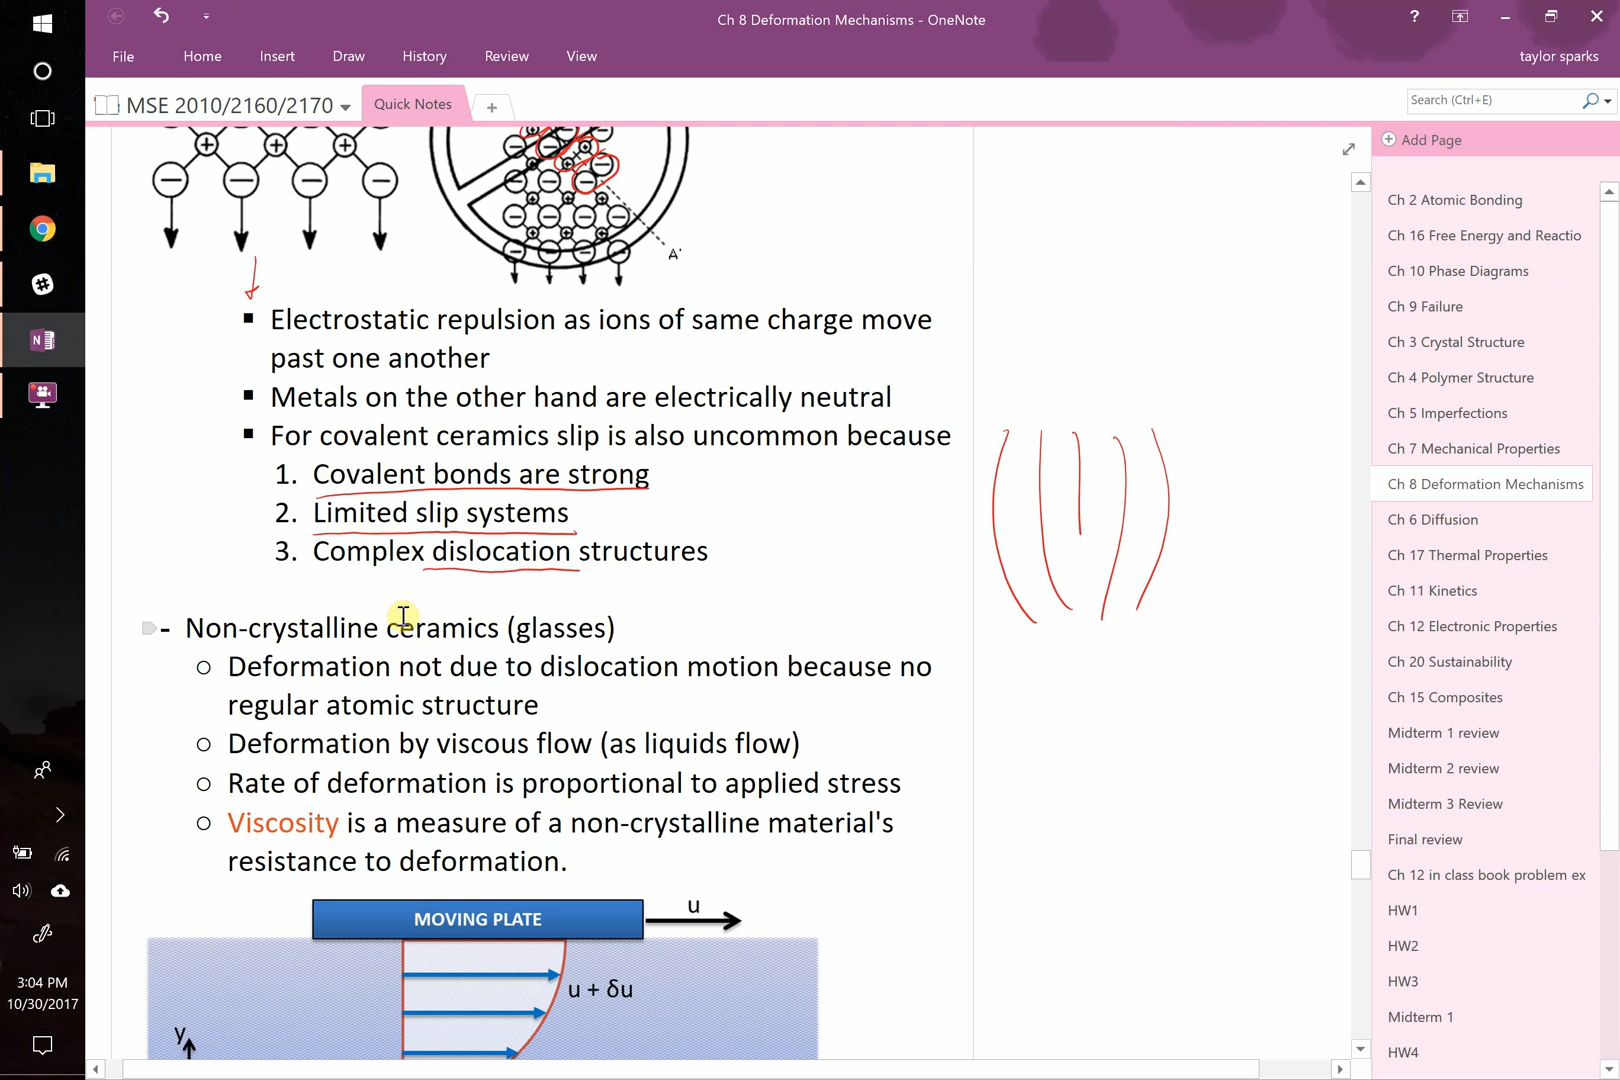 Ch 8 Deformation Mechanisms - OneNote
?
File
Home
Insert
Draw
History
Review
View
taylor sparks
MSE 2010/2160/2170
Quick Notes
+
Search (Ctrl+E)
A'
▪ Electrostatic repulsion as ions of same charge move
past one another
▪ Metals on the other hand are electrically neutral
▪ For covalent ceramics slip is also uncommon because
1. Covalent bonds are strong
2. Limited slip systems
3. Complex dislocation structures
- Non-crystalline ceramics (glasses)
○ Deformation not due to dislocation motion because no
regular atomic structure
○ Deformation by viscous flow (as liquids flow)
○ Rate of deformation is proportional to applied stress
○ Viscosity is a measure of a non-crystalline material's
resistance to deformation.
MOVING PLATE
u
u + δu
y
Add Page
Ch 2 Atomic Bonding
Ch 16 Free Energy and Reactio
Ch 10 Phase Diagrams
Ch 9 Failure
Ch 3 Crystal Structure
Ch 4 Polymer Structure
Ch 5 Imperfections
Ch 7 Mechanical Properties
Ch 8 Deformation Mechanisms
Ch 6 Diffusion
Ch 17 Thermal Properties
Ch 11 Kinetics
Ch 12 Electronic Properties
Ch 20 Sustainability
Ch 15 Composites
Midterm 1 review
Midterm 2 review
Midterm 3 Review
Final review
Ch 12 in class book problem ex
HW1
HW2
HW3
Midterm 1
HW4
N
3:04 PM
10/30/2017